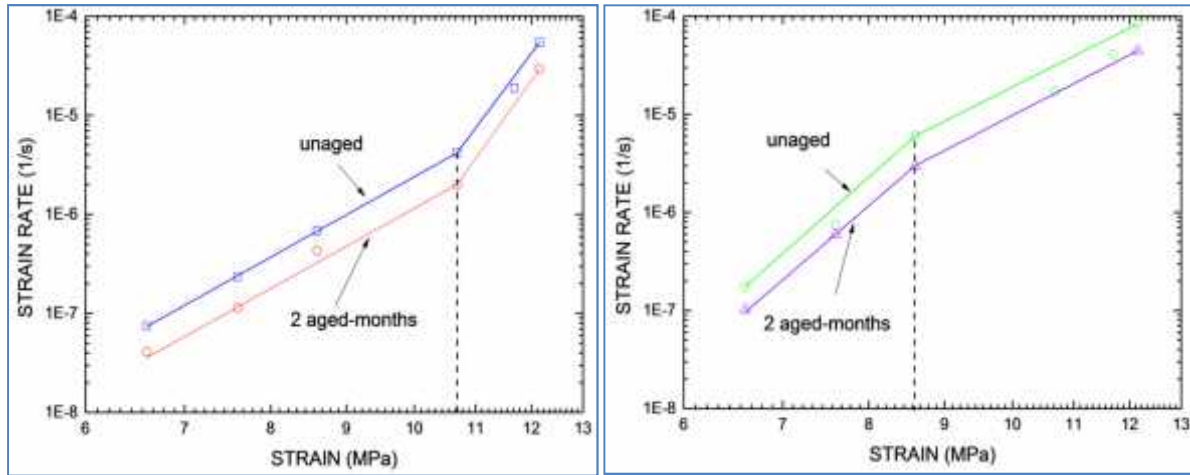 1E-4
1E-5
1E-6
1E-7
1E-8
STRAIN RATE (1/s)
unaged
2 aged-months
6 7 8 9 10 11 12 13
STRAIN (MPa)
1E-4
1E-5
1E-6
1E-7
1E-8
STRAIN RATE (1/s)
unaged
2 aged-months
6 7 8 9 10 11 12 13
STRAIN (MPa)